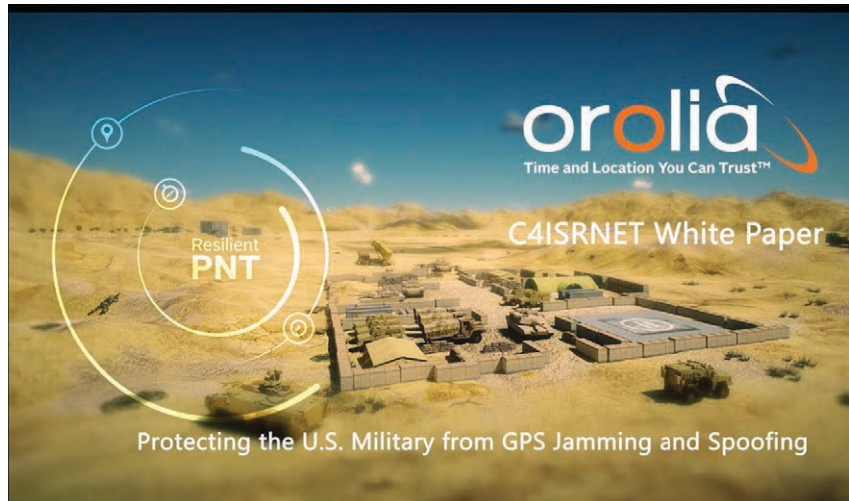 orolia
Time and Location You Can Trust™
C4ISRNET White Paper
Resilient
PNT
Protecting the U.S. Military from GPS Jamming and Spoofing